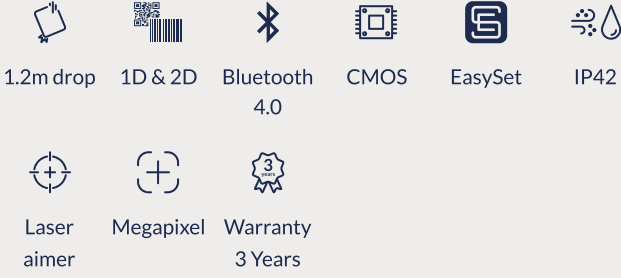 1.2m drop
1D & 2D
Bluetooth
4.0
CMOS
EasySet
IP42
Laser
aimer
Megapixel
3
years
Warranty
3 Years